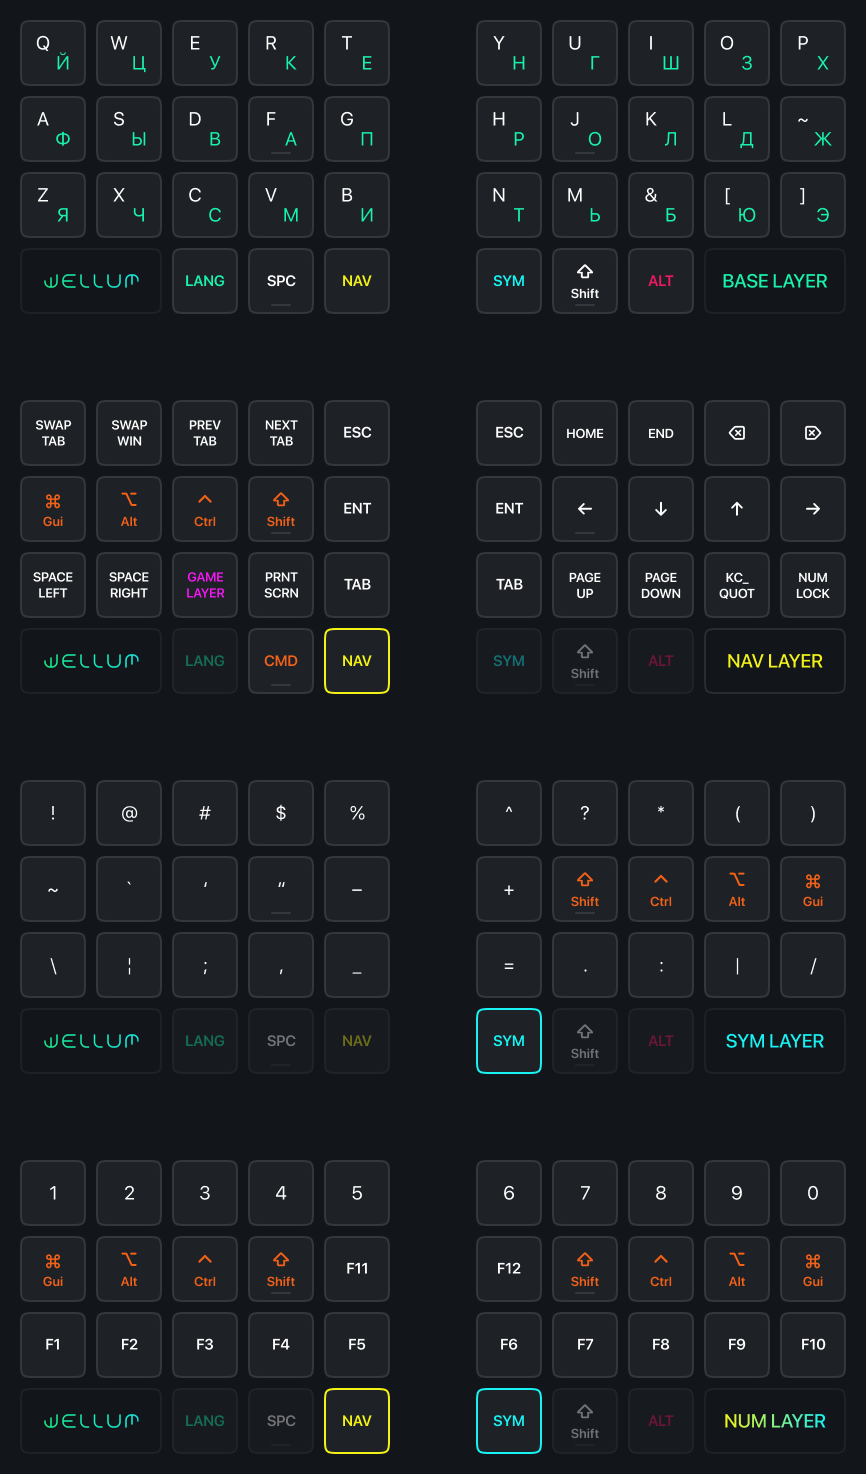 Q W E R T Y U I O P
Й Ц У К Е Н Г Ш З Х
A S D F G H J K L ~
Ф Ы В А П Р О Л Д Ж
Z X C V B N M & [ ]
Я Ч С М И Т Ь Б Ю Э
WELLUM LANG SPC NAV SYM Shift ALT BASE LAYER
SWAP SWAP PREV NEXT ESC ESC HOME END
TAB WIN TAB TAB
⌘ ⌥ ^ ⇧ ENT ENT ← ↓ ↑ →
Gui Alt Ctrl Shift
SPACE SPACE GAME PRNT TAB TAB PAGE PAGE KC_ NUM
LEFT RIGHT LAYER SCRN UP DOWN QUOT LOCK
WELLUM LANG CMD NAV SYM Shift ALT NAV LAYER
! @ # $ % ^ ? * ( )
~ ` ‘ “ – + ⇧ ^ ⌥ ⌘
Shift Ctrl Alt Gui
\ ¦ ; , _ = . : | /
WELLUM LANG SPC NAV SYM Shift ALT SYM LAYER
1 2 3 4 5 6 7 8 9 0
⌘ ⌥ ^ ⇧ F11 F12 ⇧ ^ ⌥ ⌘
Gui Alt Ctrl Shift Shift Ctrl Alt Gui
F1 F2 F3 F4 F5 F6 F7 F8 F9 F10
WELLUM LANG SPC NAV SYM Shift ALT NUM LAYER